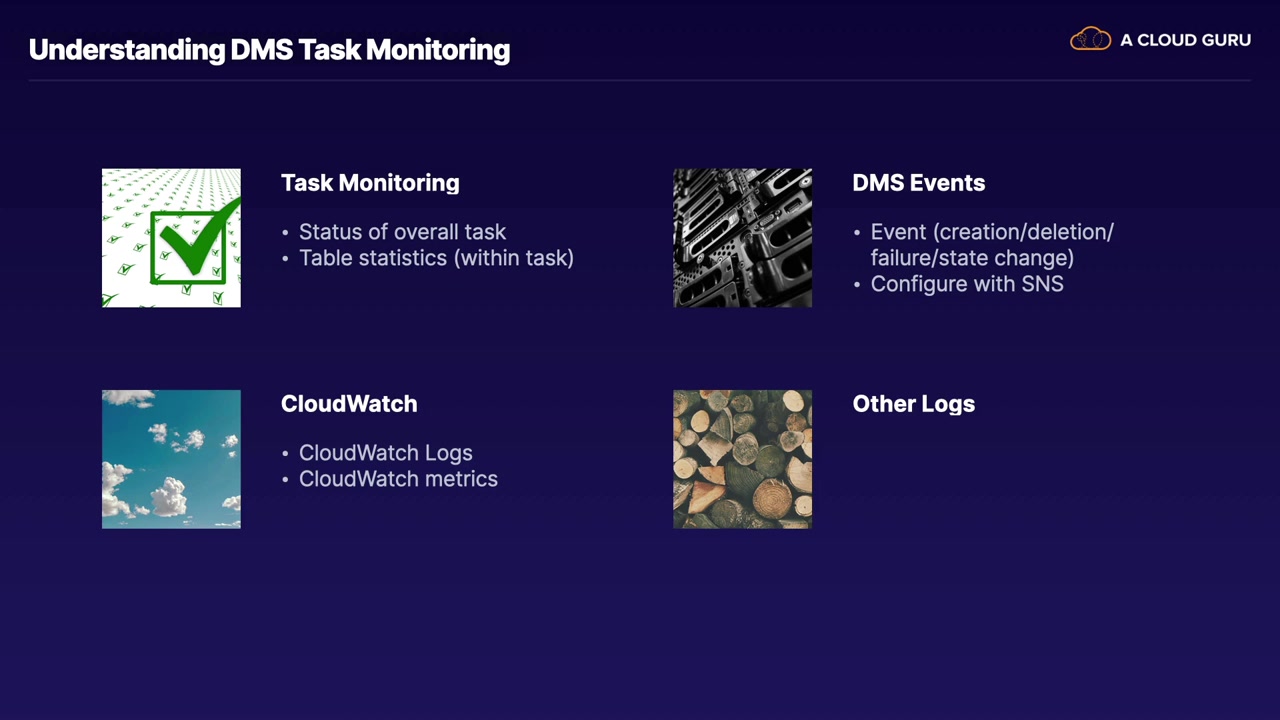 Understanding DMS Task Monitoring
A CLOUD GURU
Task Monitoring
• Status of overall task
• Table statistics (within task)
DMS Events
• Event (creation/deletion/
failure/state change)
• Configure with SNS
CloudWatch
• CloudWatch Logs
• CloudWatch metrics
Other Logs